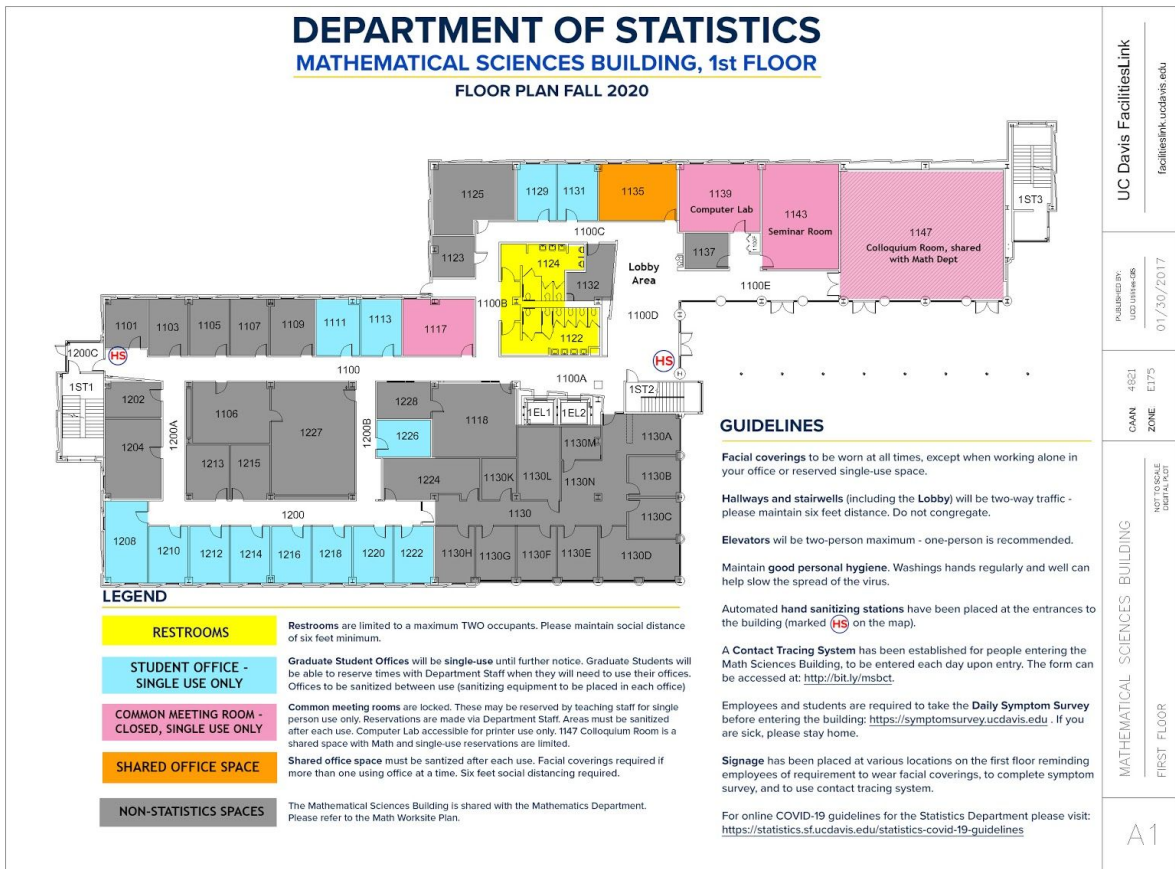 DEPARTMENT OF STATISTICS
MATHEMATICAL SCIENCES BUILDING, 1st FLOOR
FLOOR PLAN FALL 2020
1125
1129
1131
1135
1139
Computer Lab
1143
Seminar Room
1147
Colloquium Room, shared
with Math Dept
1ST3
1100C
1123
1124
1132
Lobby
Area
1137
1100E
1100B
1100D
1101
1103
1105
1107
1109
1111
1113
1117
1122
1200C
HS
HS
1ST1
1100
1100A
1ST2
1202
1106
1227
1228
1118
1EL1
1EL2
1204
1200A
1200B
1226
1130M
1130A
1213
1215
1224
1130K
1130L
1130N
1130B
1200
1130
1130C
1208
1210
1212
1214
1216
1218
1220
1222
1130H
1130G
1130F
1130E
1130D
LEGEND
RESTROOMS
Restrooms are limited to a maximum TWO occupants. Please maintain social distance
of six feet minimum.
STUDENT OFFICE -
SINGLE USE ONLY
Graduate Student Offices will be single-use until further notice. Graduate Students will
be able to reserve times with Department Staff when they will need to use their offices.
Offices to be sanitized between use (sanitizing equipment to be placed in each office)
COMMON MEETING ROOM -
CLOSED, SINGLE USE ONLY
Common meeting rooms are locked. These may be reserved by teaching staff for single
person use only. Reservations are made via Department Staff. Areas must be sanitized
after each use. Computer Lab accessible for printer use only. 1147 Colloquium Room is a
shared space with Math and single-use reservations are limited.
SHARED OFFICE SPACE
Shared office space must be santized after each use. Facial coverings required if
more than one using office at a time. Six feet social distancing required.
NON-STATISTICS SPACES
The Mathematical Sciences Building is shared with the Mathematics Department.
Please refer to the Math Worksite Plan.
GUIDELINES
Facial coverings to be worn at all times, except when working alone in
your office or reserved single-use space.
Hallways and stairwells (including the Lobby) will be two-way traffic -
please maintain six feet distance. Do not congregate.
Elevators will be two-person maximum - one-person is recommended.
Maintain good personal hygiene. Washings hands regularly and well can
help slow the spread of the virus.
Automated hand sanitizing stations have been placed at the entrances to
the building (marked HS on the map).
A Contact Tracing System has been established for people entering the
Math Sciences Building, to be entered each day upon entry. The form can
be accessed at: http://bit.ly/msbct.
Employees and students are required to take the Daily Symptom Survey
before entering the building: https://symptomsurvey.ucdavis.edu . If you
are sick, please stay home.
Signage has been placed at various locations on the first floor reminding
employees of requirement to wear facial coverings, to complete symptom
survey, and to use contact tracing system.
For online COVID-19 guidelines for the Statistics Department please visit:
https://statistics.sf.ucdavis.edu/statistics-covid-19-guidelines
UC Davis FacilitiesLink
facilitieslink.ucdavis.edu
PUBLISHED BY:
01/30/2017
CAAN 4821
ZONE E175
NOT TO SCALE
DIGITAL PLOT
MATHEMATICAL SCIENCES BUILDING
FIRST FLOOR
A1